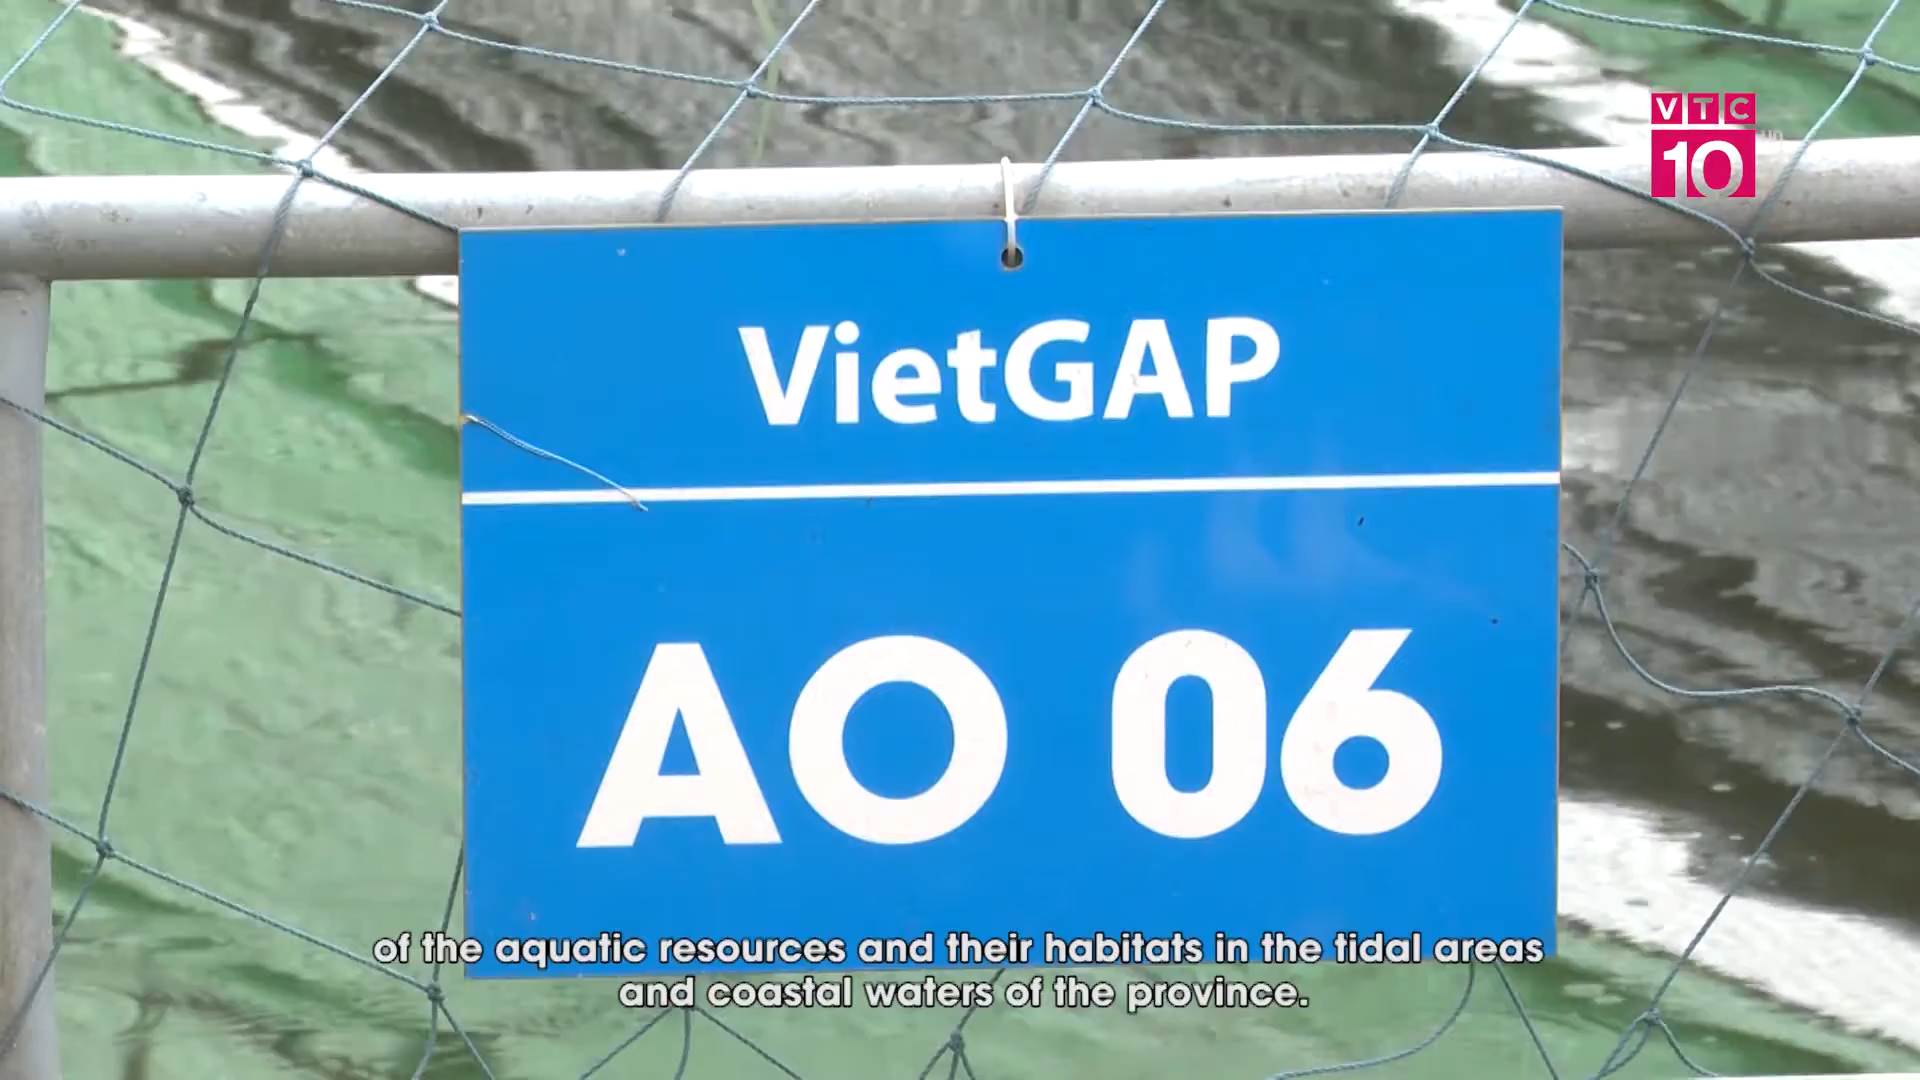 VTC
10
HD
VietGAP
AO 06
of the aquatic resources and their habitats in the tidal areas
and coastal waters of the province.